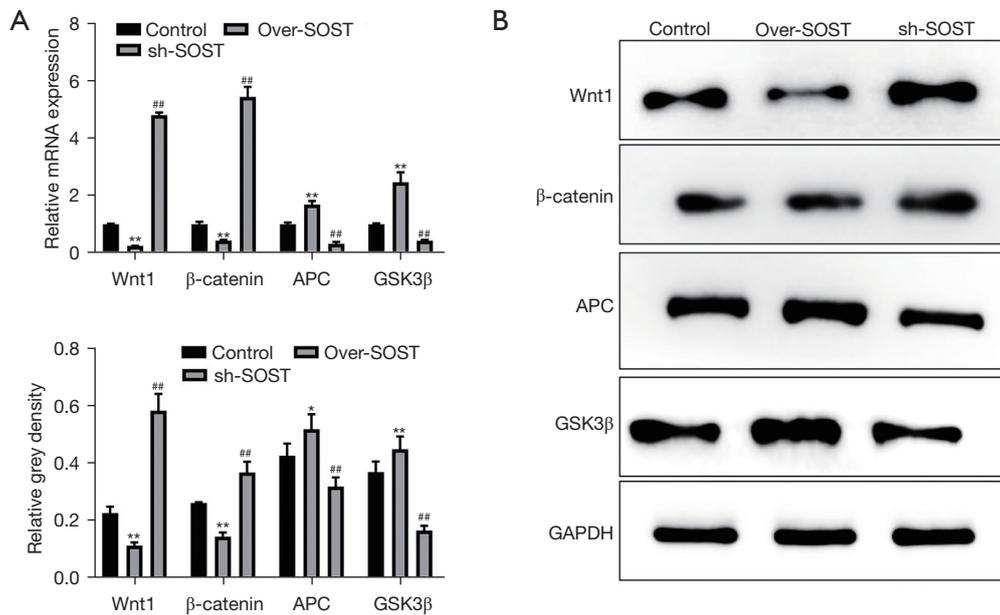 A
Relative mRNA expression
8
6
4
2
0
Control
Over-SOST
sh-SOST
**
##
**
##
**
##
**
##
Wnt1
β-catenin
APC
GSK3β
Relative grey density
0.8
0.6
0.4
0.2
0.0
Control
Over-SOST
sh-SOST
**
##
**
##
*
##
**
##
Wnt1
β-catenin
APC
GSK3β
B
Control Over-SOST sh-SOST
Wnt1
β-catenin
APC
GSK3β
GAPDH